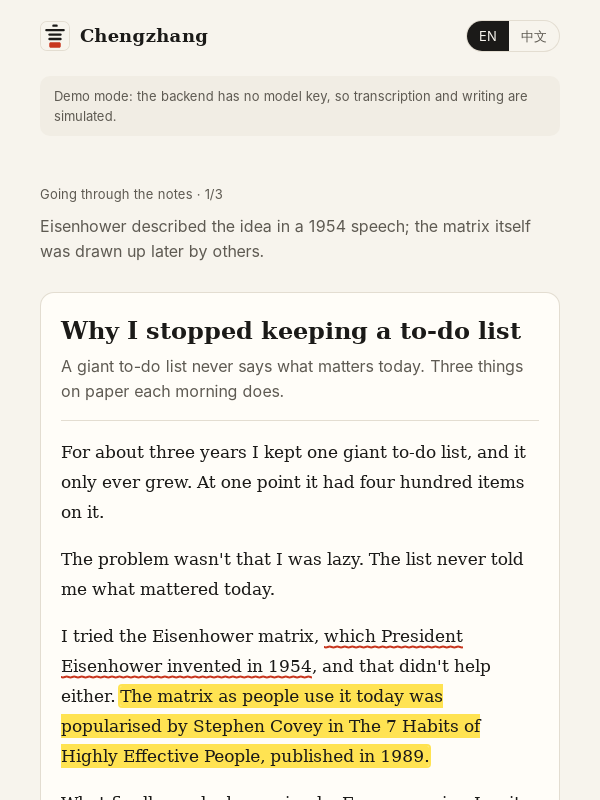 Chengzhang
EN 中文
Demo mode: the backend has no model key, so transcription and writing are
simulated.
Going through the notes · 1/3
Eisenhower described the idea in a 1954 speech; the matrix itself
was drawn up later by others.
Why I stopped keeping a to-do list
A giant to-do list never says what matters today. Three things
on paper each morning does.
For about three years I kept one giant to-do list, and it
only ever grew. At one point it had four hundred items
on it.
The problem wasn't that I was lazy. The list never told
me what mattered today.
I tried the Eisenhower matrix, which President
Eisenhower invented in 1954, and that didn't help
either. The matrix as people use it today was
popularised by Stephen Covey in The 7 Habits of
Highly Effective People, published in 1989.